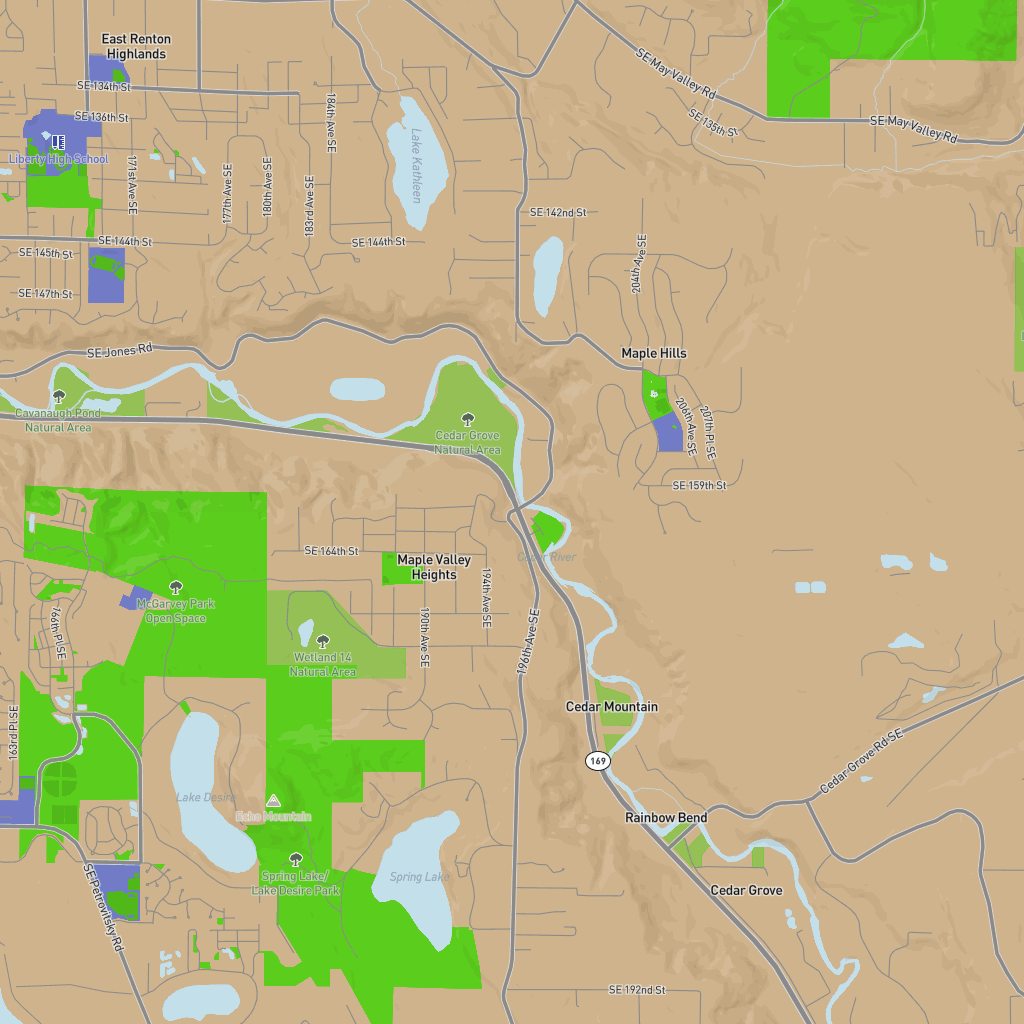 East Renton
Highlands
SE 134th St
SE May Valley Rd
SE 136th St
184th Ave SE
SE 135th St
SE May Valley Rd
Liberty High School
Lake Kathleen
171st Ave SE
177th Ave SE
180th Ave SE
183rd Ave SE
SE 142nd St
SE 144th St
SE 144th St
SE 145th St
204th Ave SE
SE 147th St
SE Jones Rd
Maple Hills
Cavanaugh Pond
Natural Area
Cedar Grove
Natural Area
206th Ave SE
207th Pl SE
SE 159th St
SE 164th St
Maple Valley
Heights
Cedar River
194th Ave SE
McGarvey Park
Open Space
166th Pl SE
190th Ave SE
196th Ave SE
Wetland 14
Natural Area
163rd Pl SE
Cedar Mountain
169
Cedar Grove Rd SE
Lake Desire
Echo Mountain
Rainbow Bend
Spring Lake/
Lake Desire Park
Spring Lake
SE Petrovitsky Rd
Cedar Grove
SE 192nd St